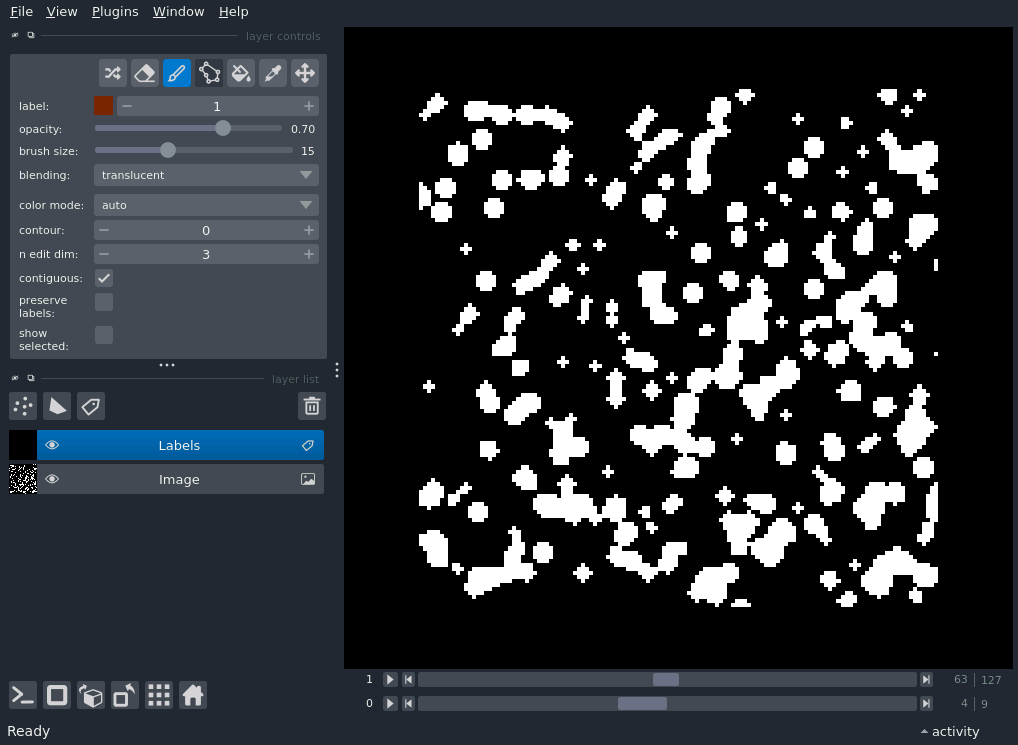 File View Plugins Window Help
layer controls
label: 1
opacity: 0.70
brush size: 15
blending: translucent
color mode: auto
contour: 0
n edit dim: 3
contiguous:
preserve
labels:
show
selected:
layer list
Labels
Image
1 63 127
0 4 9
Ready activity